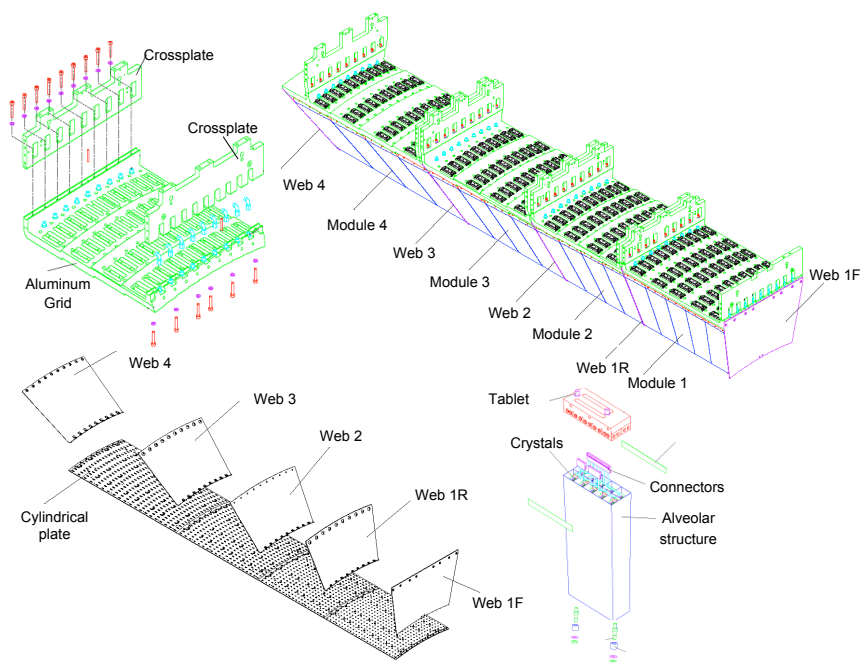 Crossplate
Crossplate
Aluminum
Grid
Web 4
Module 4
Web 3
Module 3
Web 2
Module 2
Web 1R
Module 1
Web 1F
Web 4
Web 3
Web 2
Web 1R
Web 1F
Cylindrical
plate
Tablet
Crystals
Connectors
Alveolar
structure